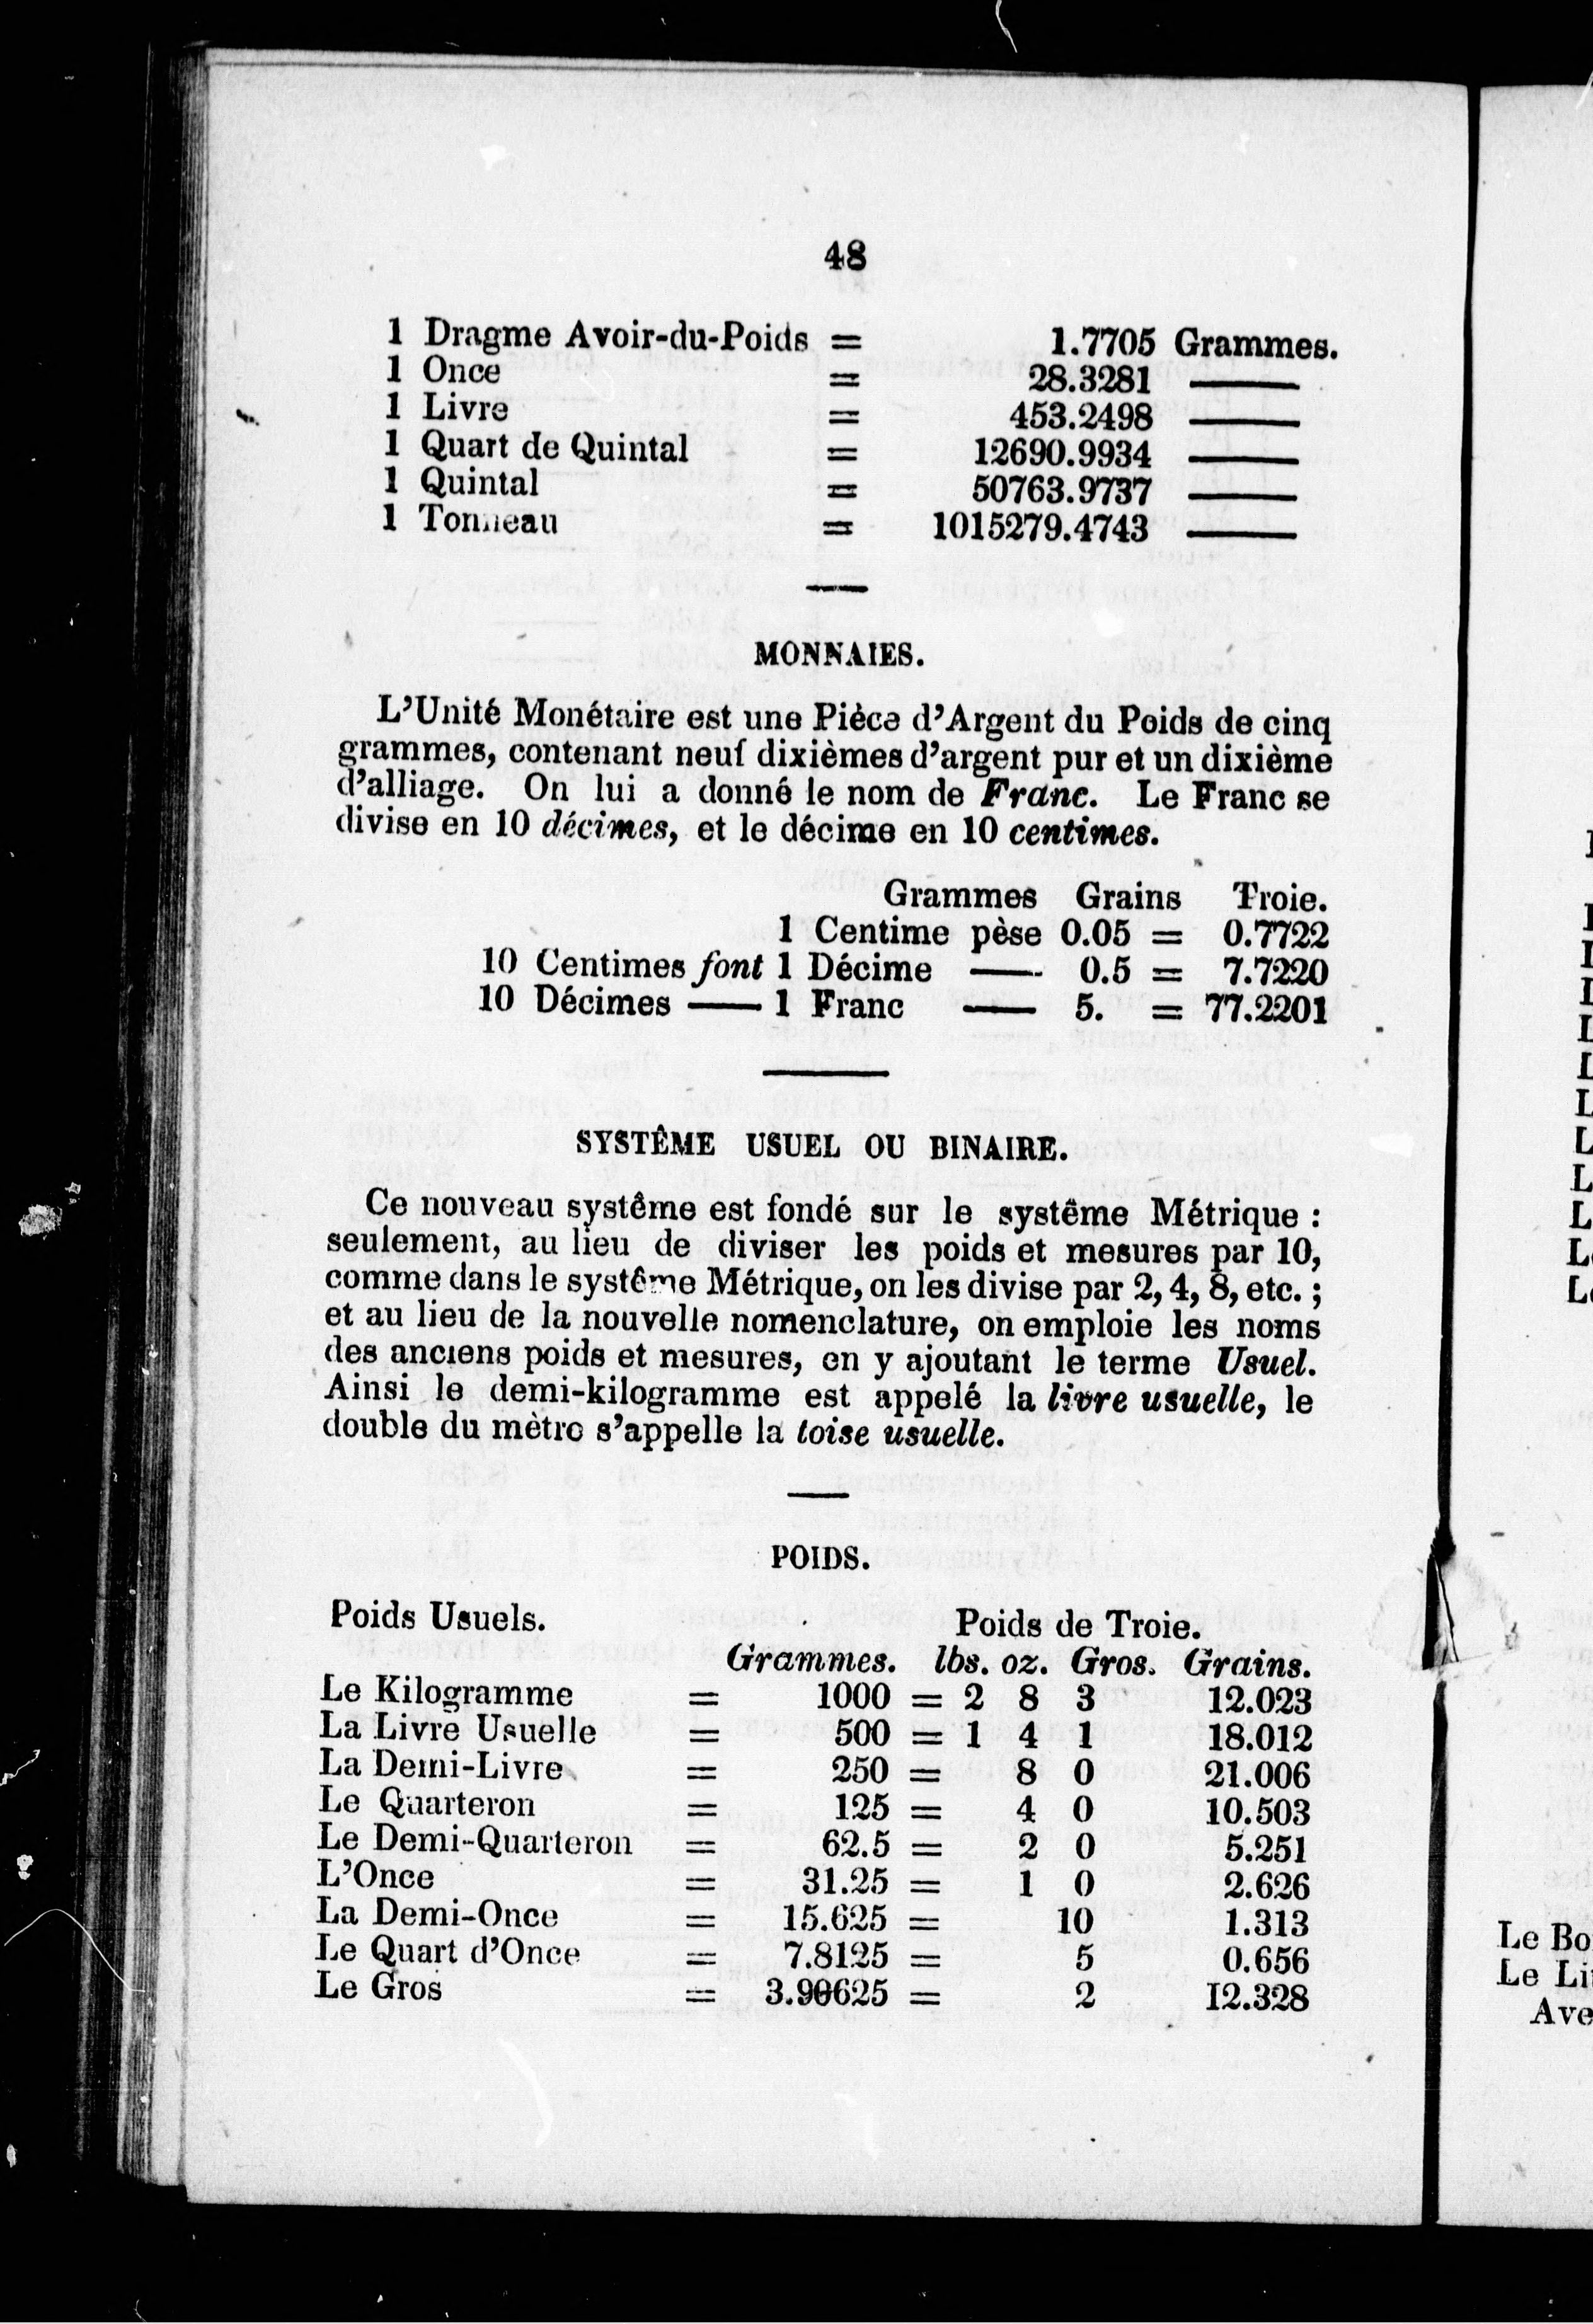 48
1 Dragme Avoir-du-Poids = 1.7705 Grammes.
1 Once = 28.3281 ——
1 Livre = 453.2498 ——
1 Quart de Quintal = 12690.9934 ——
1 Quintal = 50763.9737 ——
1 Tonneau = 1015279.4743 ——
MONNAIES.
L'Unité Monétaire est une Pièce d'Argent du Poids de cinq
grammes, contenant neuf dixièmes d'argent pur et un dixième
d'alliage. On lui a donné le nom de Franc. Le Franc se
divise en 10 décimes, et le décime en 10 centimes.
Grammes Grains Troie.
1 Centime pèse 0.05 = 0.7722
10 Centimes font 1 Décime —— 0.5 = 7.7220
10 Décimes —— 1 Franc —— 5. = 77.2201
SYSTÊME USUEL OU BINAIRE.
Ce nouveau systême est fondé sur le systême Métrique :
seulement, au lieu de diviser les poids et mesures par 10,
comme dans le systême Métrique, on les divise par 2, 4, 8, etc. ;
et au lieu de la nouvelle nomenclature, on emploie les noms
des anciens poids et mesures, en y ajoutant le terme Usuel.
Ainsi le demi-kilogramme est appelé la livre usuelle, le
double du mètre s'appelle la toise usuelle.
POIDS.
Poids Usuels. Poids de Troie.
Grammes. lbs. oz. Gros. Grains.
Le Kilogramme = 1000 = 2 8 3 12.023
La Livre Usuelle = 500 = 1 4 1 18.012
La Demi-Livre = 250 = 8 0 21.006
Le Quarteron = 125 = 4 0 10.503
Le Demi-Quarteron = 62.5 = 2 0 5.251
L'Once = 31.25 = 1 0 2.626
La Demi-Once = 15.625 = 10 1.313
Le Quart d'Once = 7.8125 = 5 0.656
Le Gros = 3.90625 = 2 12.328
Le Bo
Le Li
Ave